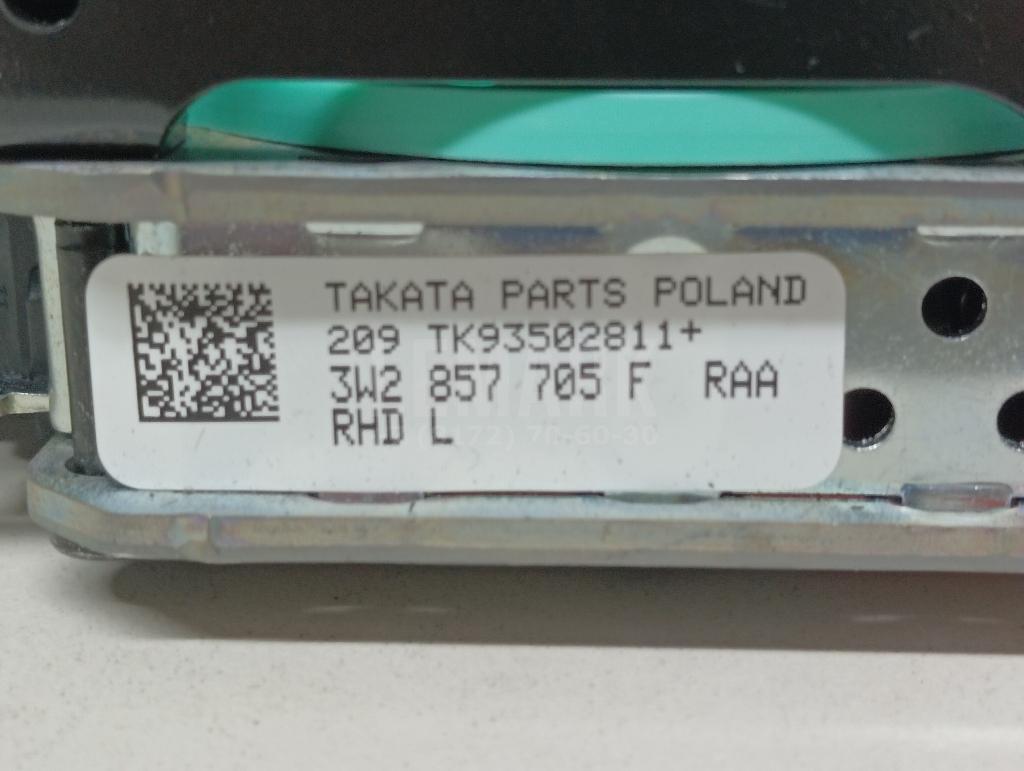 TAKATA PARTS POLAND
209 TK93502811+
3W2 857 705 F RAA
RHD L